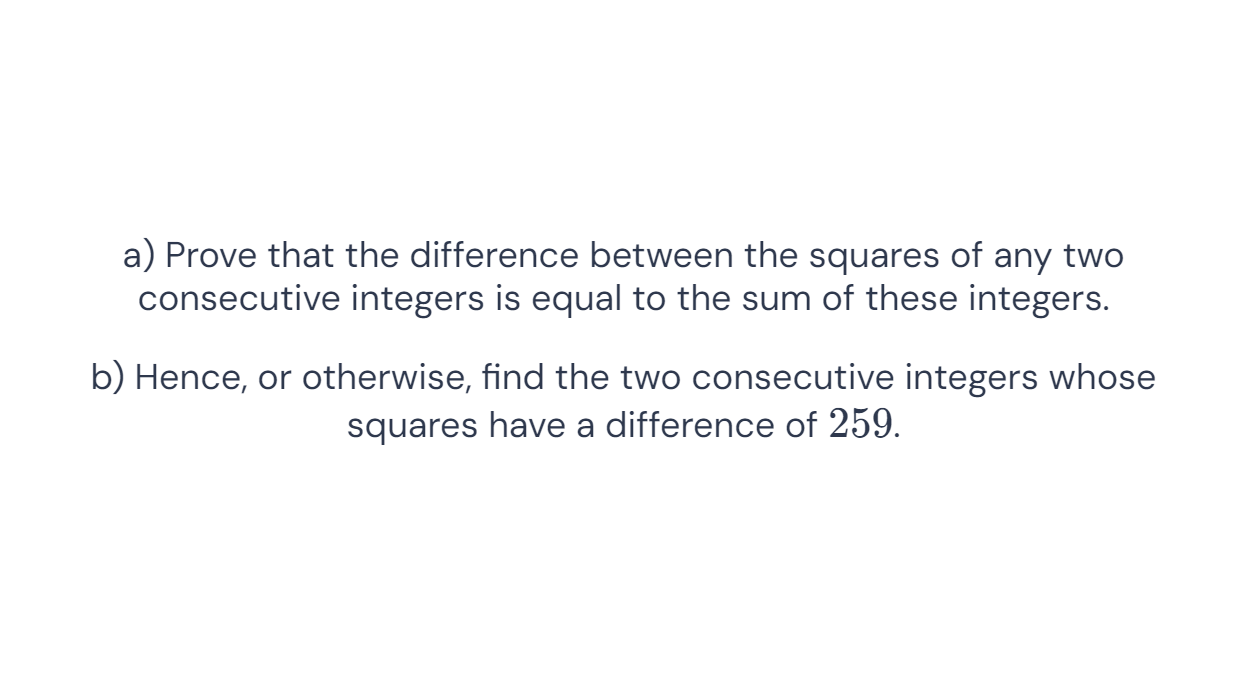 a) Prove that the difference between the squares of any two
consecutive integers is equal to the sum of these integers.
b) Hence, or otherwise, find the two consecutive integers whose
squares have a difference of 259.